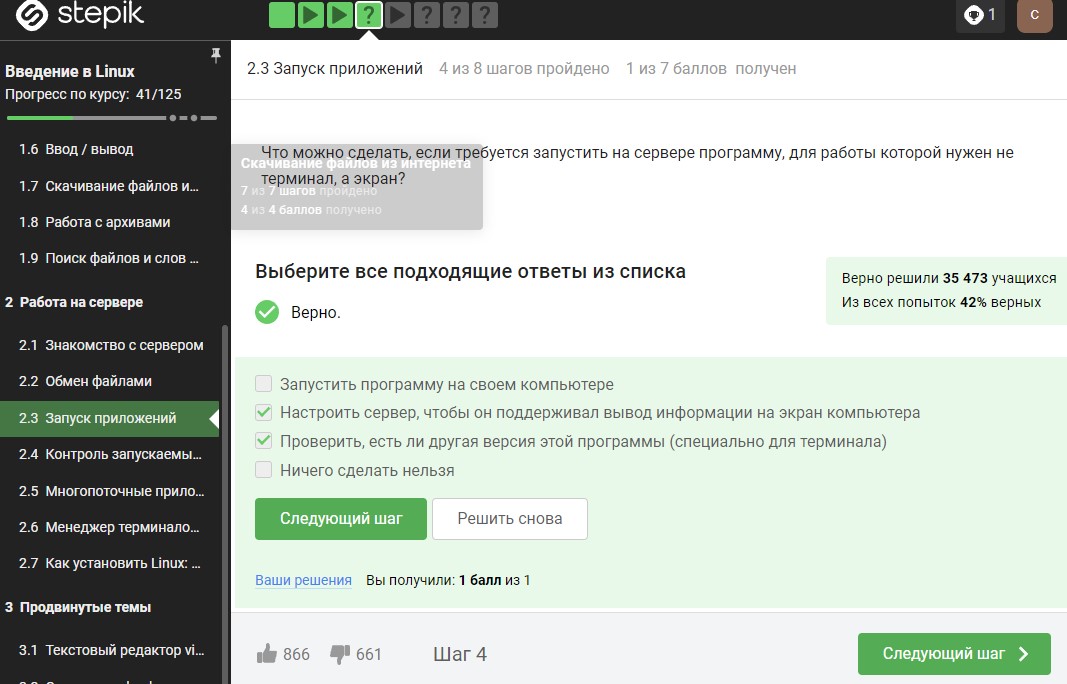 stepik
?
?
?
?
1
C
Введение в Linux
Прогресс по курсу: 41/125
1.6 Ввод / вывод
1.7 Скачивание файлов и...
1.8 Работа с архивами
1.9 Поиск файлов и слов ...
2 Работа на сервере
2.1 Знакомство с сервером
2.2 Обмен файлами
2.3 Запуск приложений
2.4 Контроль запускаемы...
2.5 Многопоточные прило...
2.6 Менеджер терминало...
2.7 Как установить Linux: ...
3 Продвинутые темы
3.1 Текстовый редактор vi...
2.3 Запуск приложений 4 из 8 шагов пройдено 1 из 7 баллов получен
Что можно сделать, если требуется запустить на сервере программу, для работы которой нужен не
терминал, а экран?
Скачивание файлов из интернета
7 из 7 шагов пройдено
4 из 4 баллов получено
Выберите все подходящие ответы из списка
Верно.
Верно решили 35 473 учащихся
Из всех попыток 42% верных
Запустить программу на своем компьютере
Настроить сервер, чтобы он поддерживал вывод информации на экран компьютера
Проверить, есть ли другая версия этой программы (специально для терминала)
Ничего сделать нельзя
Следующий шаг
Решить снова
Ваши решения Вы получили: 1 балл из 1
866 661 Шаг 4
Следующий шаг